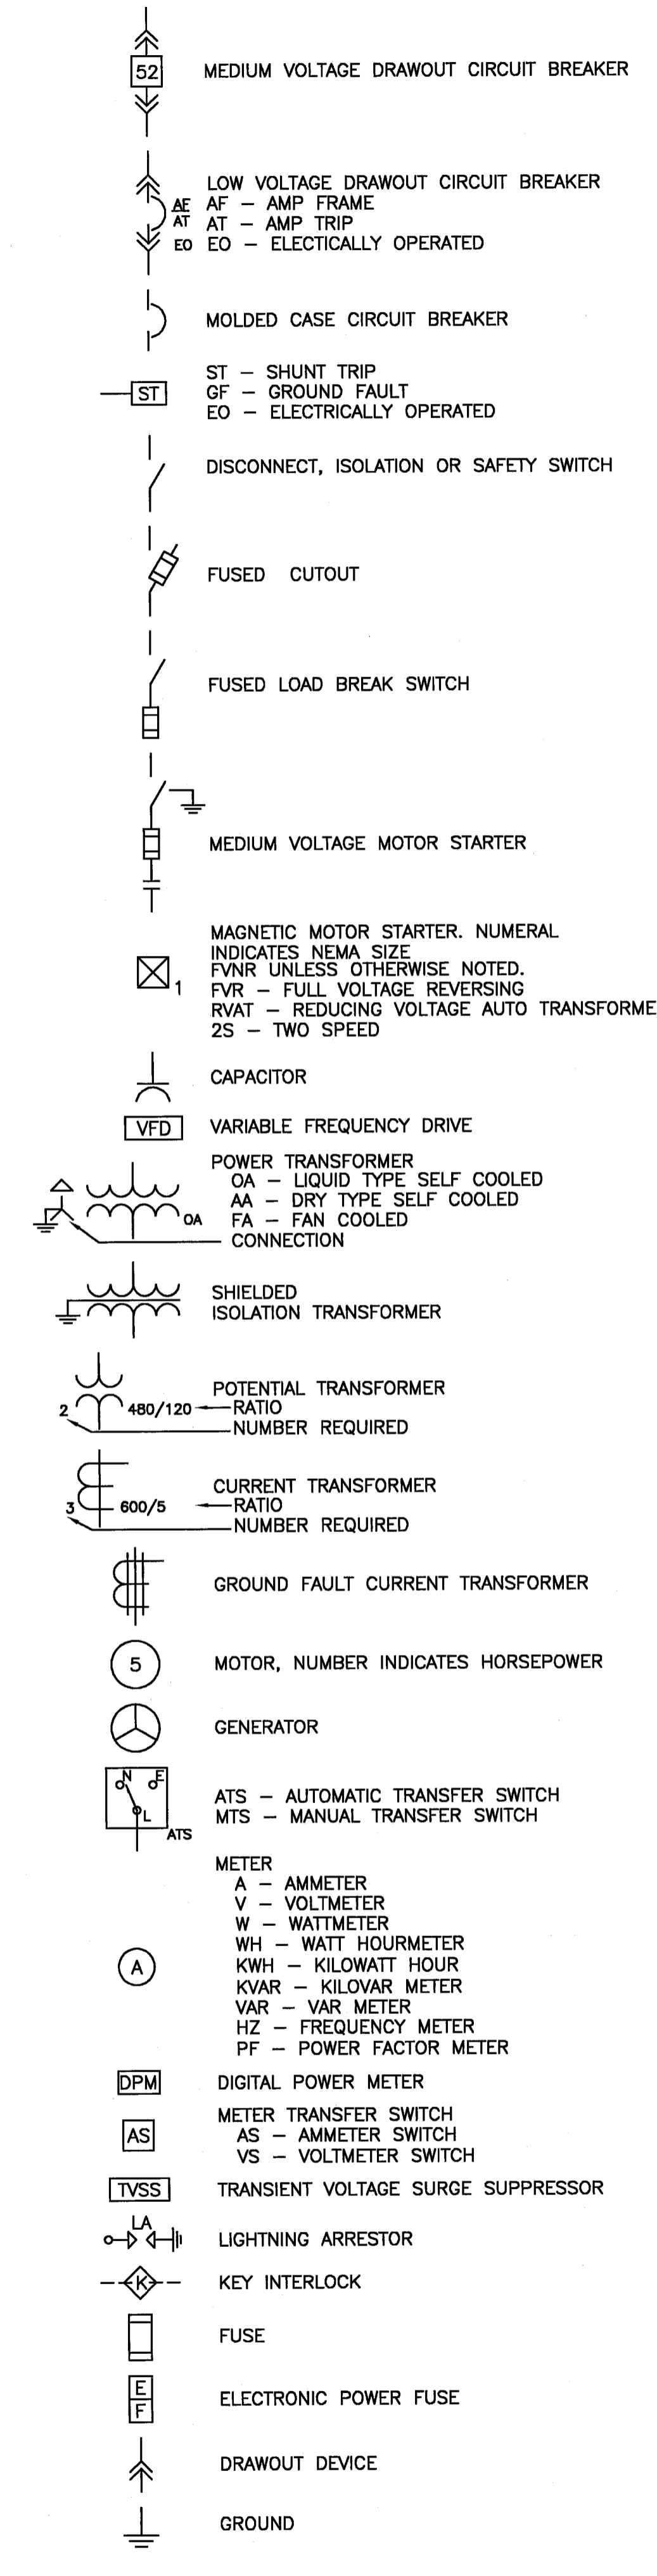 52 MEDIUM VOLTAGE DRAWOUT CIRCUIT BREAKER
LOW VOLTAGE DRAWOUT CIRCUIT BREAKER
AF AF – AMP FRAME
AT AT – AMP TRIP
EO EO – ELECTICALLY OPERATED
MOLDED CASE CIRCUIT BREAKER
ST – SHUNT TRIP
ST GF – GROUND FAULT
EO – ELECTRICALLY OPERATED
DISCONNECT, ISOLATION OR SAFETY SWITCH
FUSED CUTOUT
FUSED LOAD BREAK SWITCH
MEDIUM VOLTAGE MOTOR STARTER
MAGNETIC MOTOR STARTER. NUMERAL
INDICATES NEMA SIZE
FVNR UNLESS OTHERWISE NOTED.
1 FVR – FULL VOLTAGE REVERSING
RVAT – REDUCING VOLTAGE AUTO TRANSFORME
2S – TWO SPEED
CAPACITOR
VFD VARIABLE FREQUENCY DRIVE
POWER TRANSFORMER
OA – LIQUID TYPE SELF COOLED
AA – DRY TYPE SELF COOLED
OA FA – FAN COOLED
CONNECTION
SHIELDED
ISOLATION TRANSFORMER
POTENTIAL TRANSFORMER
2 480/120 RATIO
NUMBER REQUIRED
CURRENT TRANSFORMER
3 600/5 RATIO
NUMBER REQUIRED
GROUND FAULT CURRENT TRANSFORMER
5 MOTOR, NUMBER INDICATES HORSEPOWER
GENERATOR
N E
ATS – AUTOMATIC TRANSFER SWITCH
L MTS – MANUAL TRANSFER SWITCH
ATS
METER
A – AMMETER
V – VOLTMETER
W – WATTMETER
WH – WATT HOURMETER
A KWH – KILOWATT HOUR
KVAR – KILOVAR METER
VAR – VAR METER
HZ – FREQUENCY METER
PF – POWER FACTOR METER
DPM DIGITAL POWER METER
METER TRANSFER SWITCH
AS AS – AMMETER SWITCH
VS – VOLTMETER SWITCH
TVSS TRANSIENT VOLTAGE SURGE SUPPRESSOR
LA
LIGHTNING ARRESTOR
K KEY INTERLOCK
FUSE
E
ELECTRONIC POWER FUSE
F
DRAWOUT DEVICE
GROUND